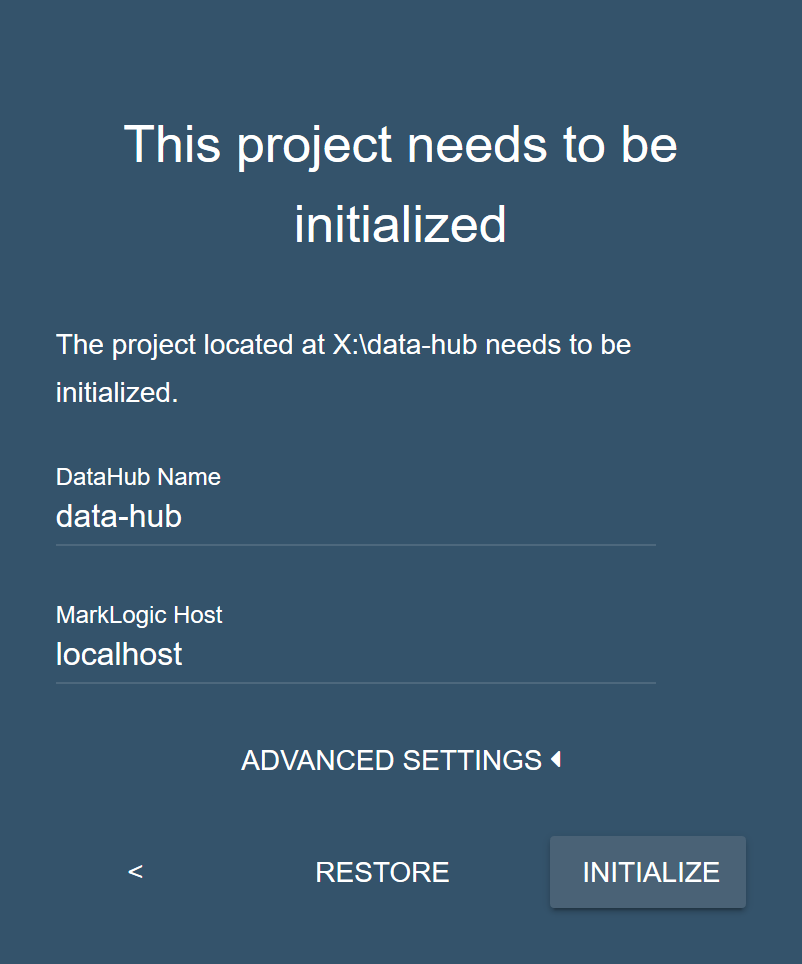 This project needs to be
initialized
The project located at X:\data-hub needs to be
initialized.
DataHub Name
data-hub
MarkLogic Host
localhost
ADVANCED SETTINGS
< RESTORE INITIALIZE